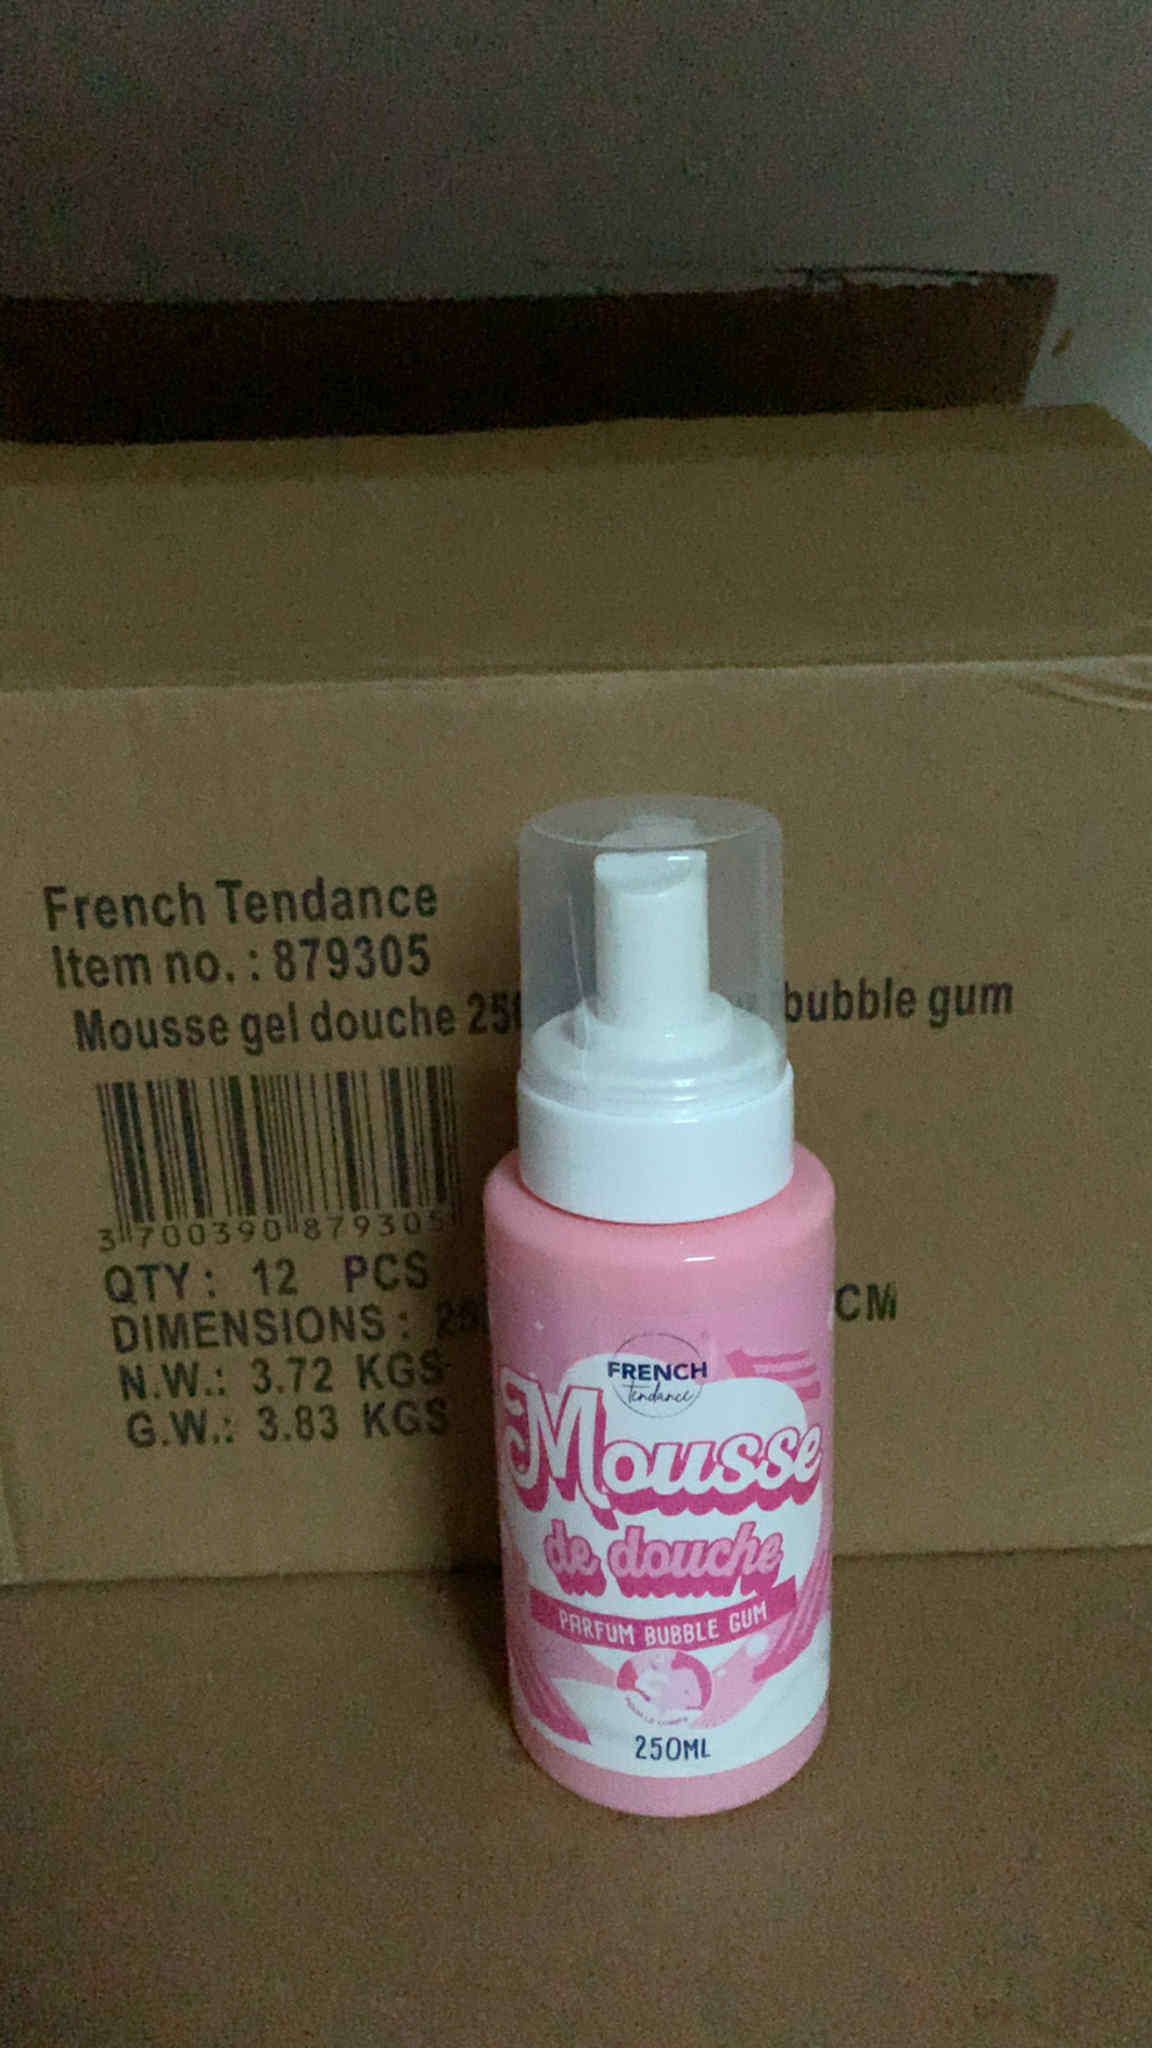 French Tendance
Item no. : 879305
Mousse gel douche 25 bubble gum
3 700390 879305
QTY : 12 PCS
DIMENSIONS : CM
N.W.: 3.72 KGS
G.W.: 3.83 KGS
FRENCH
tendance
Mousse
de douche
PARFUM BUBBLE GUM
250ML